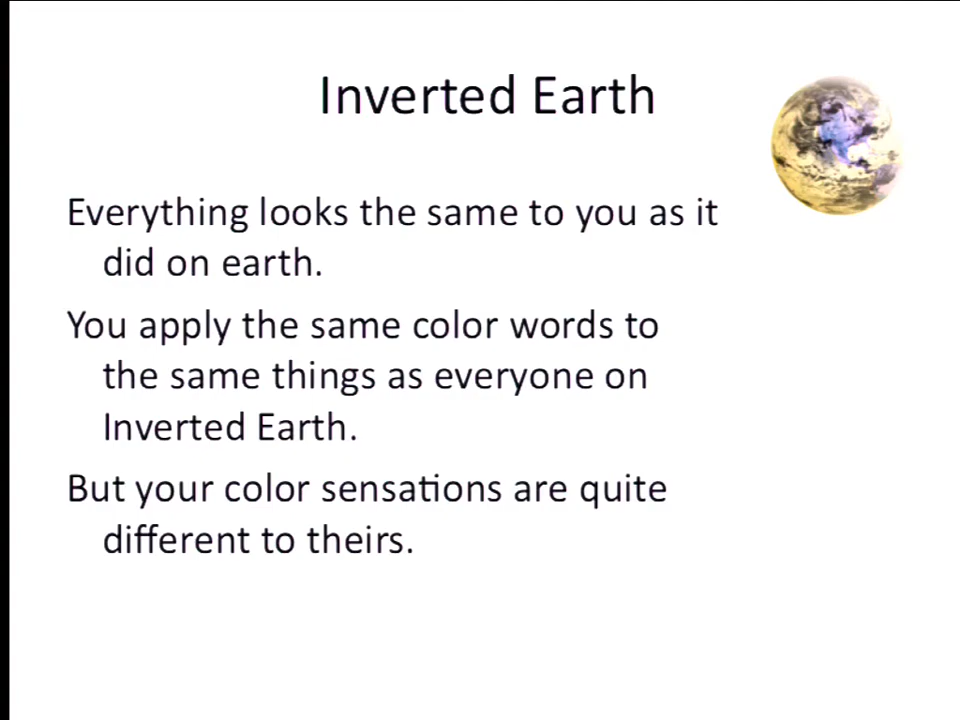 Inverted Earth
Everything looks the same to you as it
did on earth.
You apply the same color words to
the same things as everyone on
Inverted Earth.
But your color sensations are quite
different to theirs.